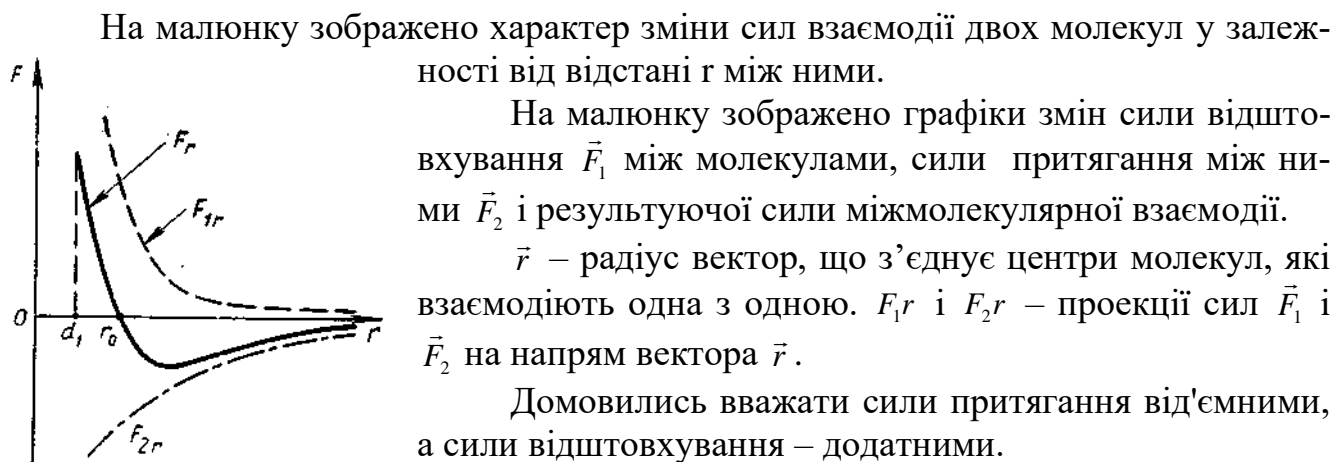 На малюнку зображено характер зміни сил взаємодії двох молекул у залеж-
ності від відстані r між ними.
На малюнку зображено графіки змін сили відшто-
вхування F⃗₁ між молекулами, сили притягання між ни-
ми F⃗₂ і результуючої сили міжмолекулярної взаємодії.
r⃗ – радіус вектор, що з’єднує центри молекул, які
взаємодіють одна з одною. F₁r і F₂r – проекції сил F⃗₁ і
F⃗₂ на напрям вектора r⃗ .
Домовились вважати сили притягання від'ємними,
а сили відштовхування – додатними.
F
Fᵣ
F₁ᵣ
0
d₁
r₀
r
F₂ᵣ